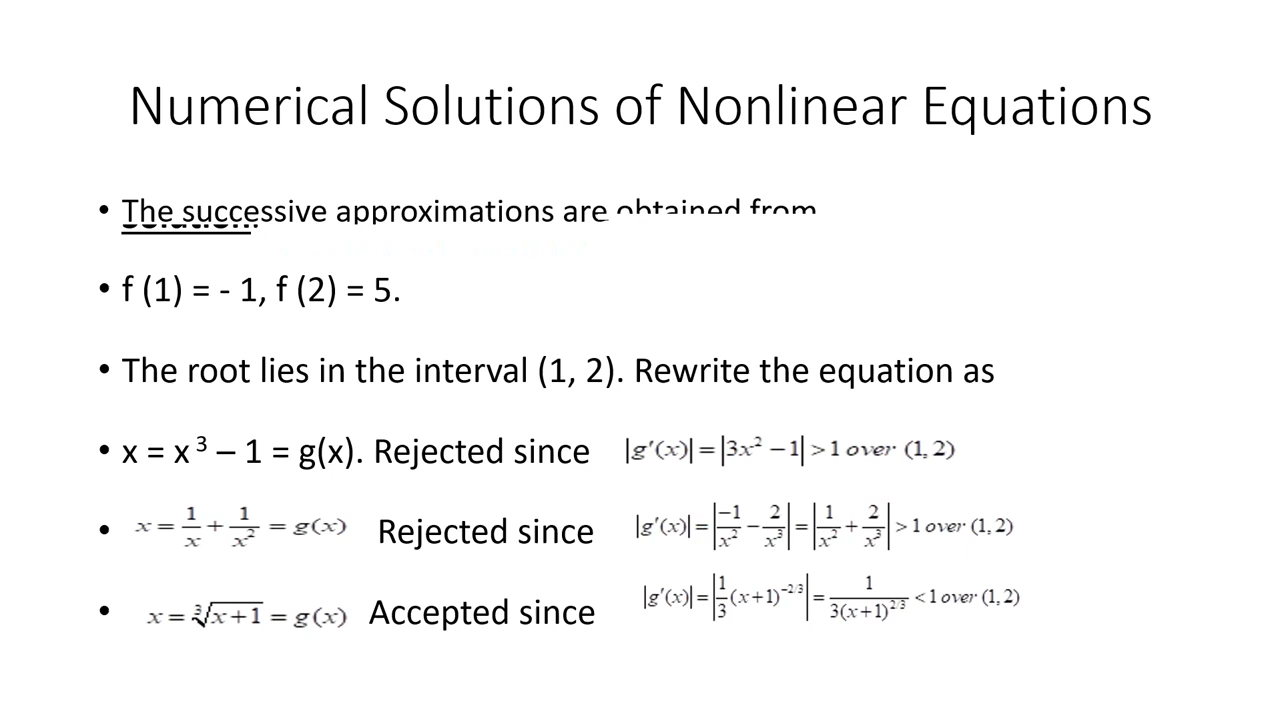 Numerical Solutions of Nonlinear Equations
• The successive approximations are obtained from
solution:
• f (1) = - 1, f (2) = 5.
• The root lies in the interval (1, 2). Rewrite the equation as
• x = x³ – 1 = g(x). Rejected since |g′(x)| = |3x² − 1| > 1 over (1, 2)
• x = 1/x + 1/x² = g(x) Rejected since |g′(x)| = |−1/x² − 2/x³| = |1/x² + 2/x³| > 1 over (1, 2)
• x = ∛(x+1) = g(x) Accepted since |g′(x)| = |1/3 (x+1)^(−2/3)| = 1/(3(x+1)^(2/3)) < 1 over (1, 2)